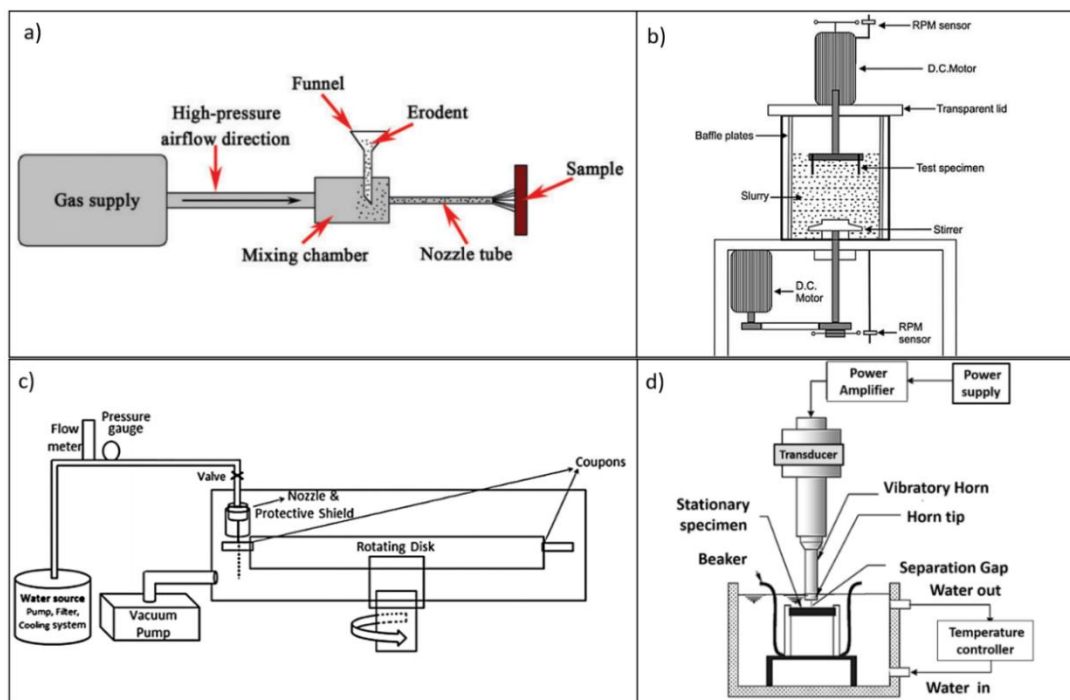 a)
Funnel
Erodent
High-pressure
airflow direction
Sample
Gas supply
Mixing chamber
Nozzle tube
b)
RPM sensor
D.C.Motor
Transparent lid
Baffle plates
Test specimen
Slurry
Stirrer
D.C.
Motor
RPM
sensor
c)
Pressure
gauge
Flow
meter
Valve
Coupons
Nozzle &
Protective Shield
Rotating Disk
Water source
Pump, Filter,
Cooling system
Vacuum
Pump
d)
Power
Amplifier
Power
supply
Transducer
Vibratory Horn
Stationary
specimen
Horn tip
Beaker
Separation Gap
Water out
Temperature
controller
Water in